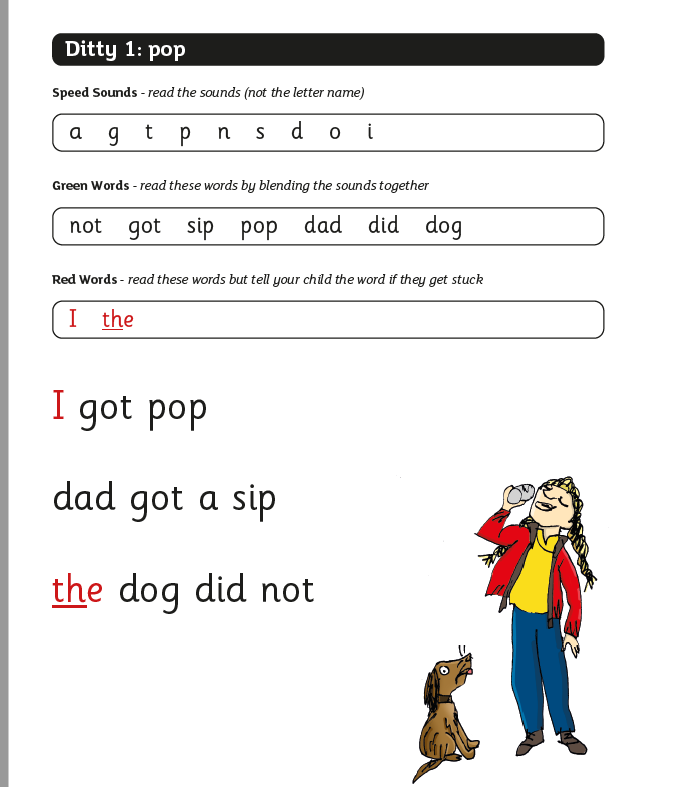 Ditty 1: pop
Speed Sounds - read the sounds (not the letter name)
a g t p n s d o i
Green Words - read these words by blending the sounds together
not got sip pop dad did dog
Red Words - read these words but tell your child the word if they get stuck
I the
I got pop
dad got a sip
the dog did not